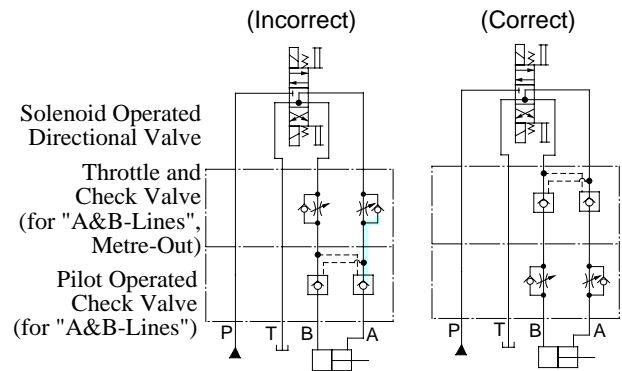 (Incorrect)
(Correct)
Solenoid Operated
Directional Valve
Throttle and
Check Valve
(for "A&B-Lines",
Metre-Out)
Pilot Operated
Check Valve
(for "A&B-Lines")
P T B A
P T B A